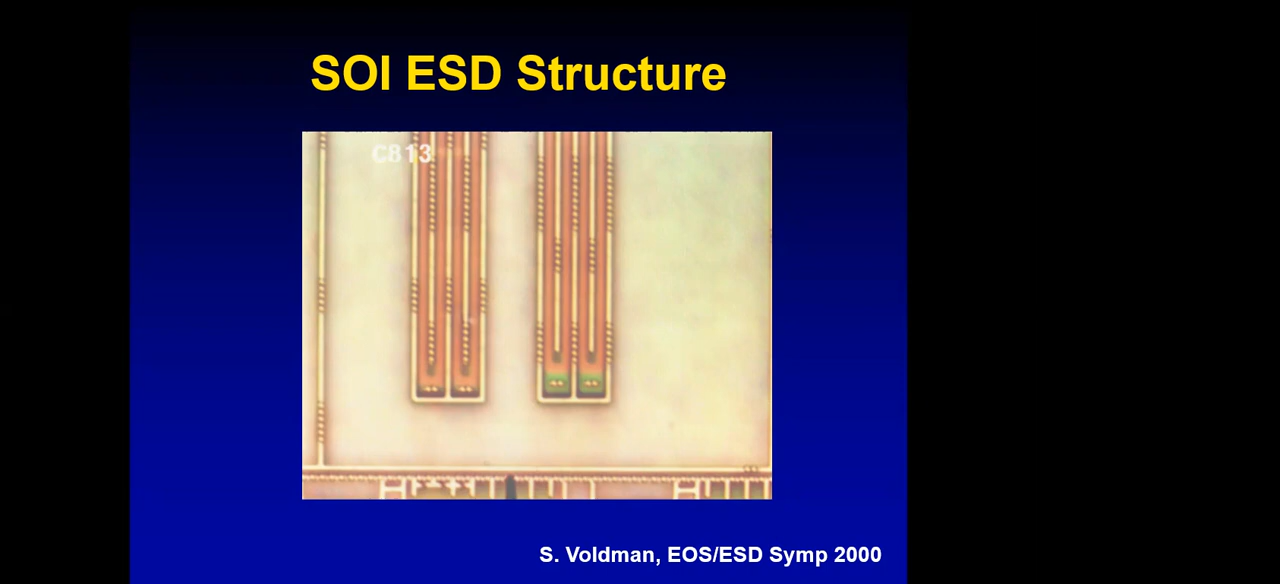 SOI ESD Structure
C813
S. Voldman, EOS/ESD Symp 2000